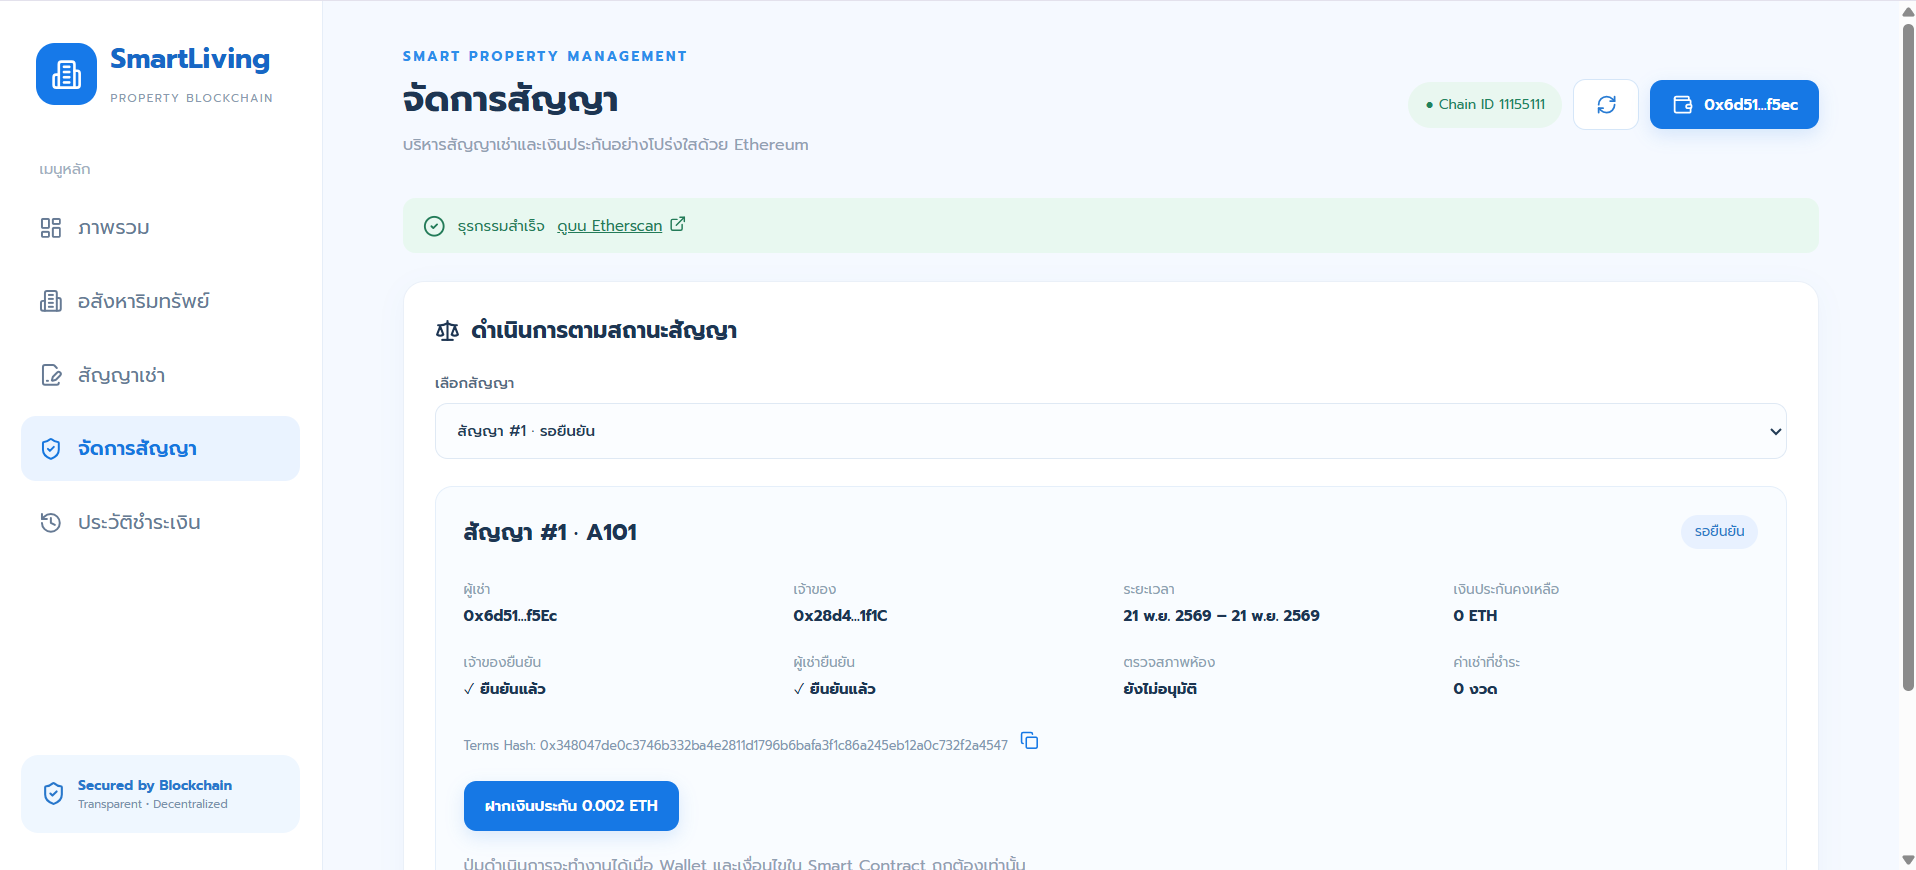 SmartLiving
PROPERTY BLOCKCHAIN
เมนูหลัก
ภาพรวม
อสังหาริมทรัพย์
สัญญาเช่า
จัดการสัญญา
ประวัติชำระเงิน
Secured by Blockchain
Transparent • Decentralized
SMART PROPERTY MANAGEMENT
จัดการสัญญา
บริหารสัญญาเช่าและเงินประกันอย่างโปร่งใสด้วย Ethereum
● Chain ID 11155111
0x6d51...f5ec
ธุรกรรมสำเร็จ ดูบน Etherscan
ดำเนินการตามสถานะสัญญา
เลือกสัญญา
สัญญา #1 · รอยืนยัน
สัญญา #1 · A101
รอยืนยัน
ผู้เช่า
0x6d51...f5Ec
เจ้าของ
0x28d4...1f1C
ระยะเวลา
21 พ.ย. 2569 – 21 พ.ย. 2569
เงินประกันคงเหลือ
0 ETH
เจ้าของยืนยัน
✓ ยืนยันแล้ว
ผู้เช่ายืนยัน
✓ ยืนยันแล้ว
ตรวจสภาพห้อง
ยังไม่อนุมัติ
ค่าเช่าที่ชำระ
0 งวด
Terms Hash: 0x348047de0c3746b332ba4e2811d1796b6bafa3f1c86a245eb12a0c732f2a4547
ฝากเงินประกัน 0.002 ETH
ปุ่มดำเนินการจะทำงานได้เมื่อ Wallet และเงื่อนไขใน Smart Contract ถูกต้องเท่านั้น